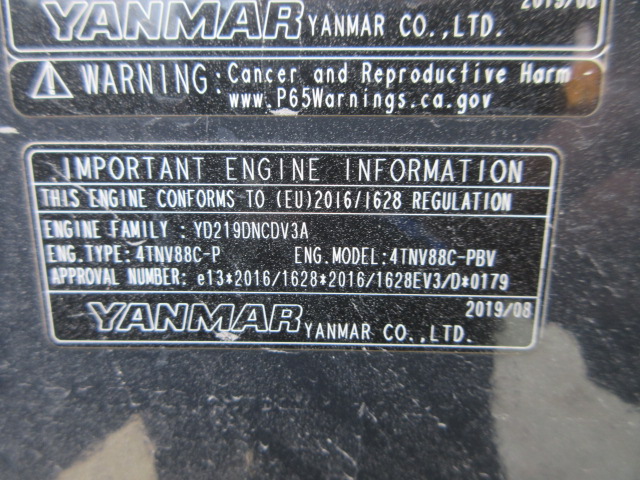 2019/08
YANMAR YANMAR CO.,LTD.
WARNING: Cancer and Reproductive Harm
www.P65Warnings.ca.gov
IMPORTANT ENGINE INFORMATION
THIS ENGINE CONFORMS TO (EU)2016/1628 REGULATION
ENGINE FAMILY : YD219DNCDV3A
ENG.TYPE: 4TNV88C-P ENG.MODEL: 4TNV88C-PBV
APPROVAL NUMBER: e13*2016/1628*2016/1628EV3/D*0179
2019/08
YANMAR YANMAR CO.,LTD.